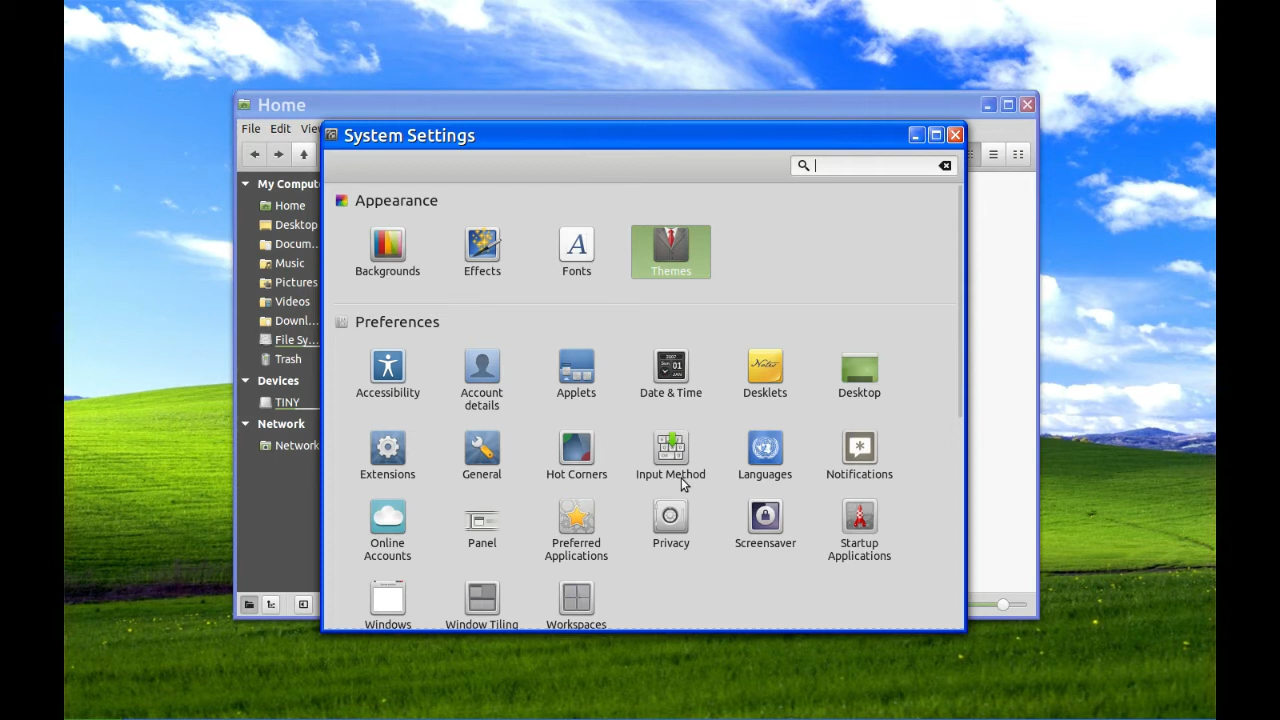 Home
File Edit
System Settings
My Comput
Home
Desktop
Docum...
Music
Pictures
Videos
Downl...
File Sy...
Trash
Devices
TINY
Network
Network
Appearance
Backgrounds Effects Fonts Themes
Preferences
Accessibility Account details Applets Date & Time Desklets Desktop
Extensions General Hot Corners Input Method Languages Notifications
Online Accounts Panel Preferred Applications Privacy Screensaver Startup Applications
Windows Window Tiling Workspaces